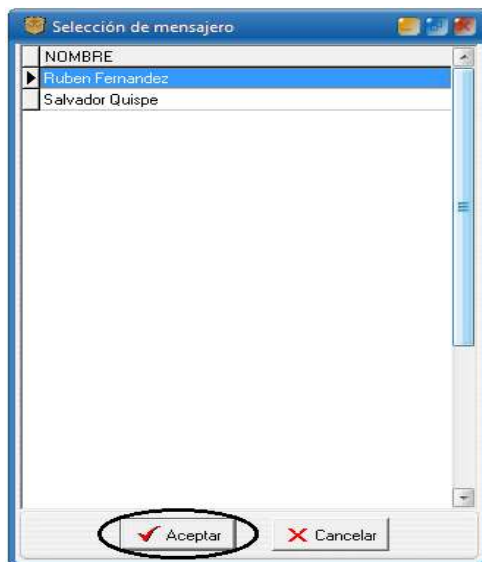 Selección de mensajero
NOMBRE
Ruben Fernandez
Salvador Quispe
Aceptar
Cancelar